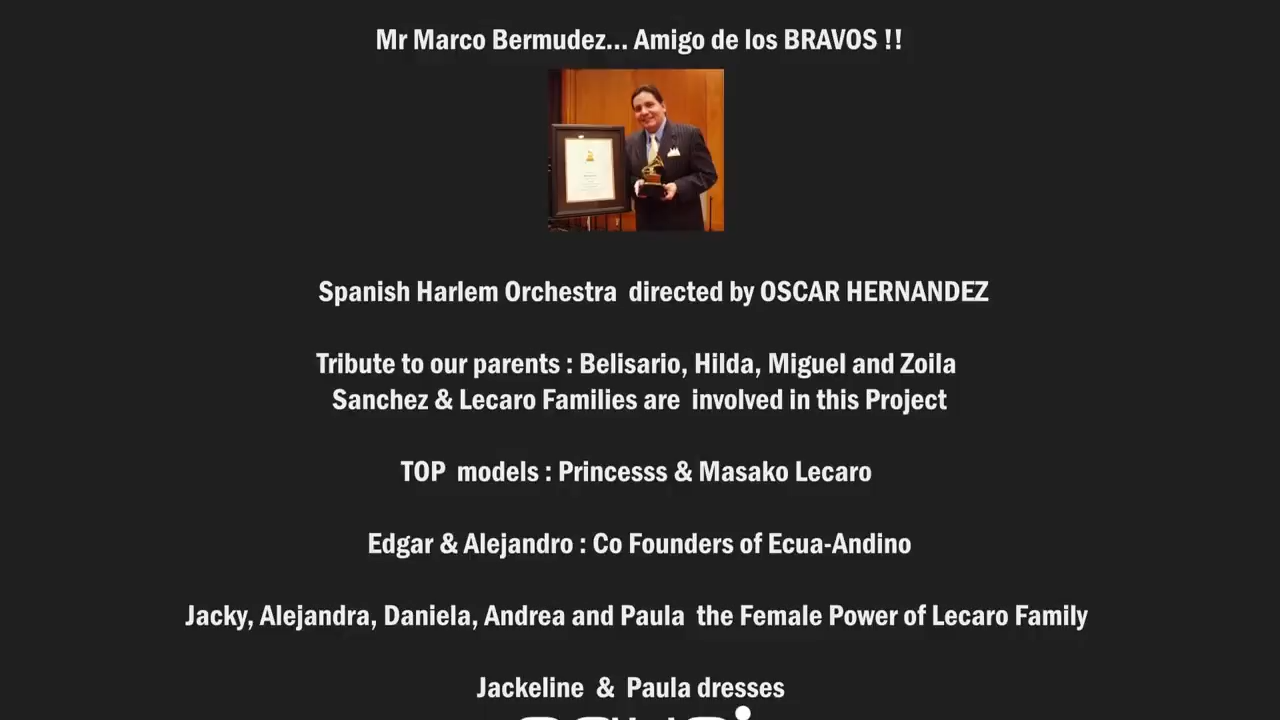 Mr Marco Bermudez... Amigo de los BRAVOS !!
Spanish Harlem Orchestra directed by OSCAR HERNANDEZ
Tribute to our parents : Belisario, Hilda, Miguel and Zoila
Sanchez & Lecaro Families are involved in this Project
TOP models : Princesss & Masako Lecaro
Edgar & Alejandro : Co Founders of Ecua-Andino
Jacky, Alejandra, Daniela, Andrea and Paula the Female Power of Lecaro Family
Jackeline & Paula dresses